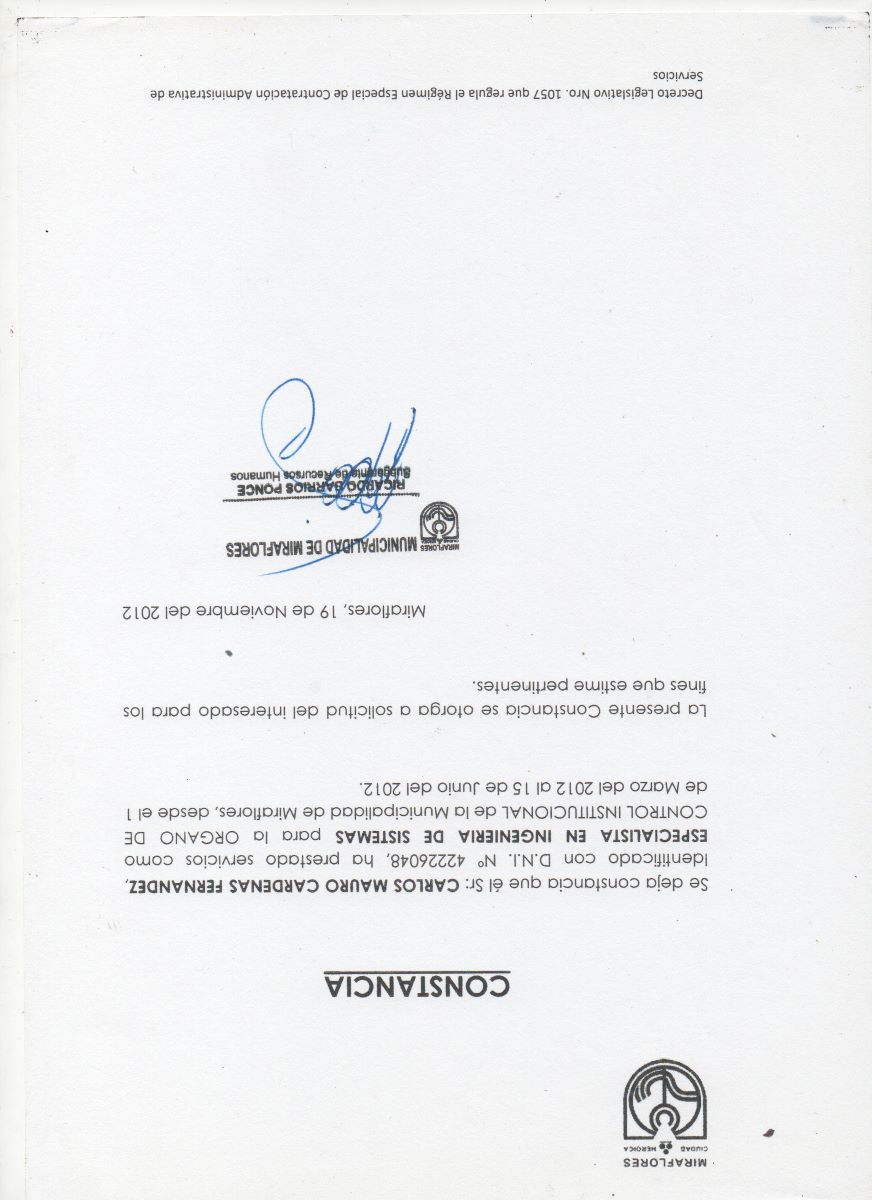 MIRAFLORES
CIUDAD HEROICA
CONSTANCIA
Se deja constancia que él Sr: CARLOS MAURO CARDENAS FERNANDEZ,
Identificado con D.N.I. Nº 42226048, ha prestado servicios como
ESPECIALISTA EN INGENIERIA DE SISTEMAS para la ORGANO DE
CONTROL INSTITUCIONAL de la Municipalidad de Miraflores, desde el 1
de Marzo del 2012 al 15 de Junio del 2012.
La presente Constancia se otorga a solicitud del interesado para los
fines que estime pertinentes.
Miraflores, 19 de Noviembre del 2012
MIRAFLORES
CIUDAD HEROICA
MUNICIPALIDAD DE MIRAFLORES
RICARDO BARRIOS PONCE
Subgerente de Recursos Humanos
Decreto Legislativo Nro. 1057 que regula el Régimen Especial de Contratación Administrativa de
Servicios